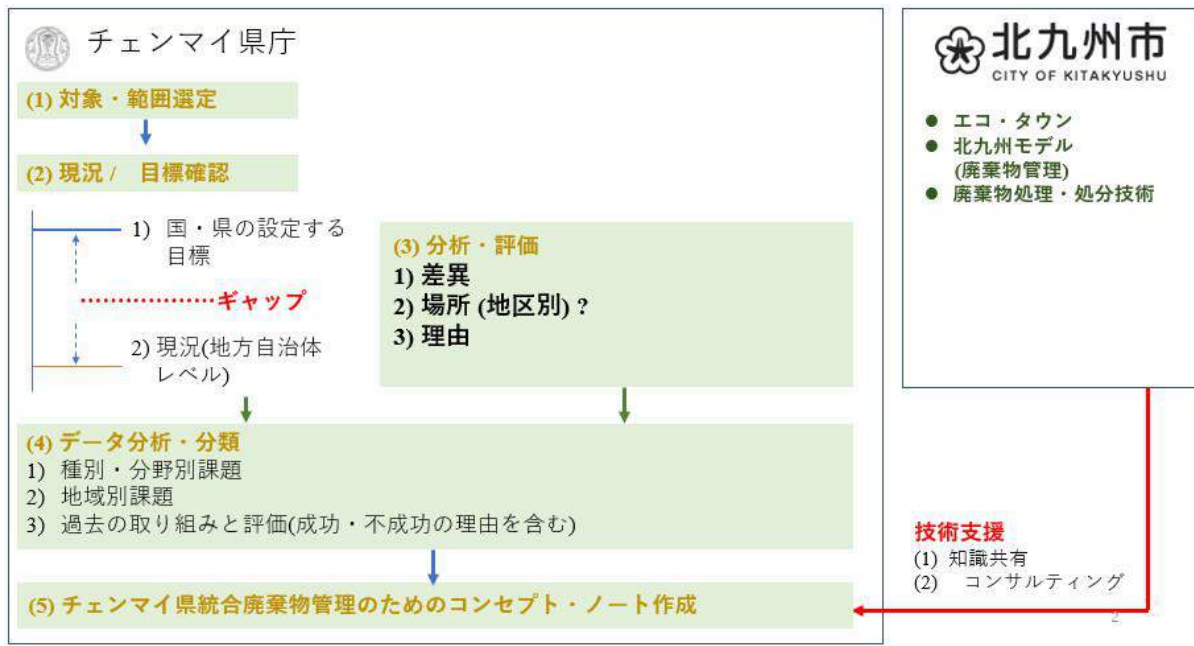 チェンマイ県庁
(1) 対象・範囲選定
(2) 現況 / 目標確認
1) 国・県の設定する
目標
ギャップ
2) 現況(地方自治体
レベル)
(3) 分析・評価
1) 差異
2) 場所 (地区別) ?
3) 理由
(4) データ分析・分類
1) 種別・分野別課題
2) 地域別課題
3) 過去の取り組みと評価(成功・不成功の理由を含む)
(5) チェンマイ県統合廃棄物管理のためのコンセプト・ノート作成
北九州市
CITY OF KITAKYUSHU
● エコ・タウン
● 北九州モデル
(廃棄物管理)
● 廃棄物処理・処分技術
技術支援
(1) 知識共有
(2) コンサルティング
2